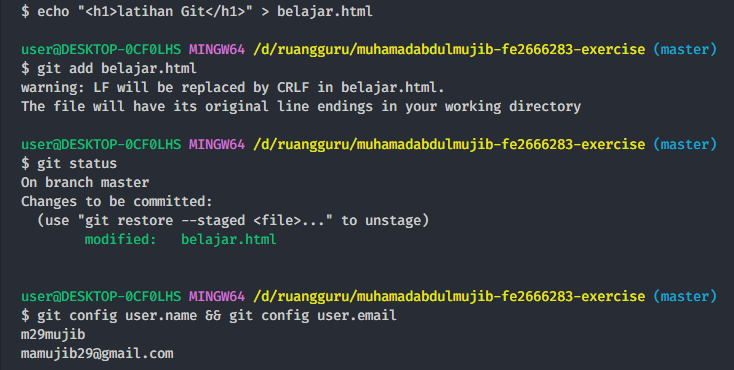 $ echo "<h1>latihan Git</h1>" > belajar.html
user@DESKTOP-0CF0LHS MINGW64 /d/ruangguru/muhamadabdulmujib-fe2666283-exercise (master)
$ git add belajar.html
warning: LF will be replaced by CRLF in belajar.html.
The file will have its original line endings in your working directory
user@DESKTOP-0CF0LHS MINGW64 /d/ruangguru/muhamadabdulmujib-fe2666283-exercise (master)
$ git status
On branch master
Changes to be committed:
  (use "git restore --staged <file>..." to unstage)
        modified:   belajar.html
user@DESKTOP-0CF0LHS MINGW64 /d/ruangguru/muhamadabdulmujib-fe2666283-exercise (master)
$ git config user.name && git config user.email
m29mujib
mamujib29@gmail.com